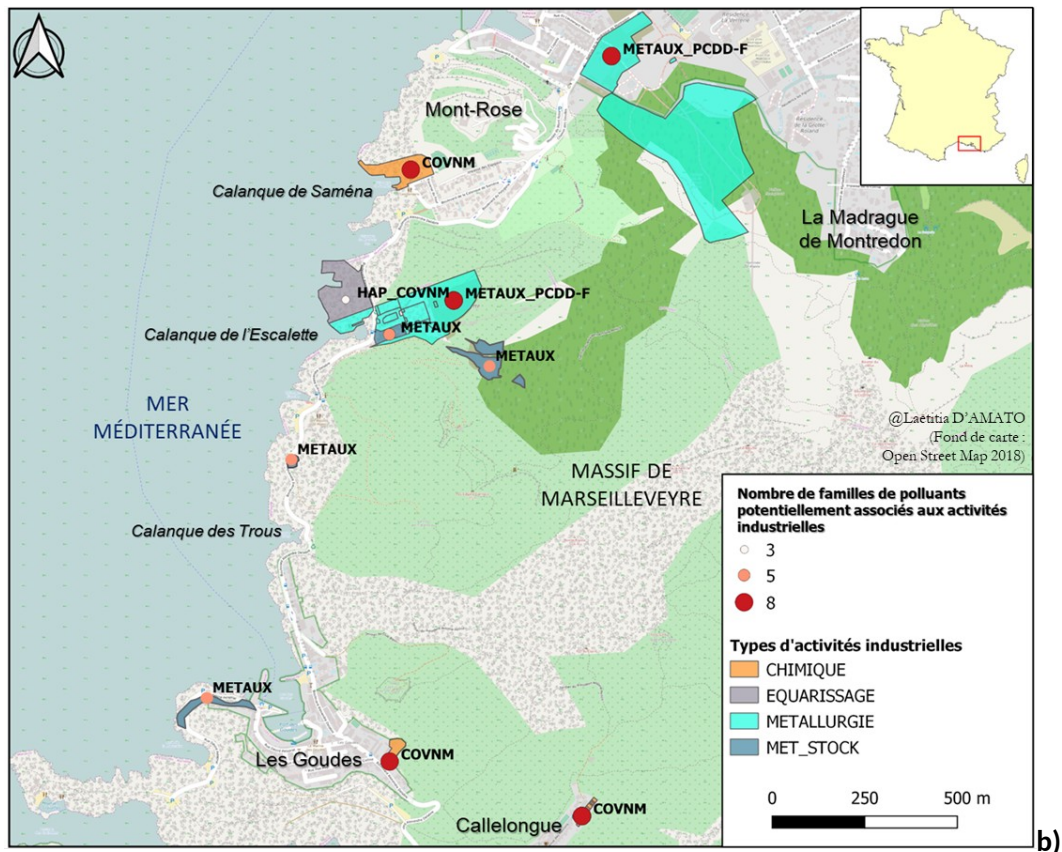 METAUX_PCDD-F
Mont-Rose
COVNM
Calanque de Saména
La Madrague
de Montredon
HAP_COVNM
METAUX_PCDD-F
Calanque de l'Escalette
METAUX
METAUX
MER
MÉDITERRANÉE
@Laëtitia D'AMATO
(Fond de carte :
Open Street Map 2018)
METAUX
MASSIF DE
MARSEILLEVEYRE
Calanque des Trous
Nombre de familles de polluants
potentiellement associés aux activités
industrielles
3
5
8
Types d'activités industrielles
CHIMIQUE
EQUARISSAGE
METALLURGIE
MET_STOCK
METAUX
Les Goudes
COVNM
Callelongue
COVNM
0 250 500 m
b)